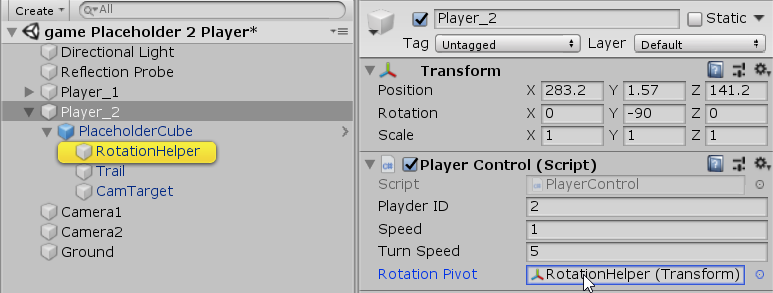 Create
All
game Placeholder 2 Player*
Directional Light
Reflection Probe
Player_1
Player_2
PlaceholderCube
RotationHelper
Trail
CamTarget
Camera1
Camera2
Ground
Player_2 Static
Tag Untagged Layer Default
Transform
Position X 283.2 Y 1.57 Z 141.2
Rotation X 0 Y -90 Z 0
Scale X 1 Y 1 Z 1
Player Control (Script)
Script PlayerControl
Playder ID 2
Speed 1
Turn Speed 5
Rotation Pivot RotationHelper (Transform)